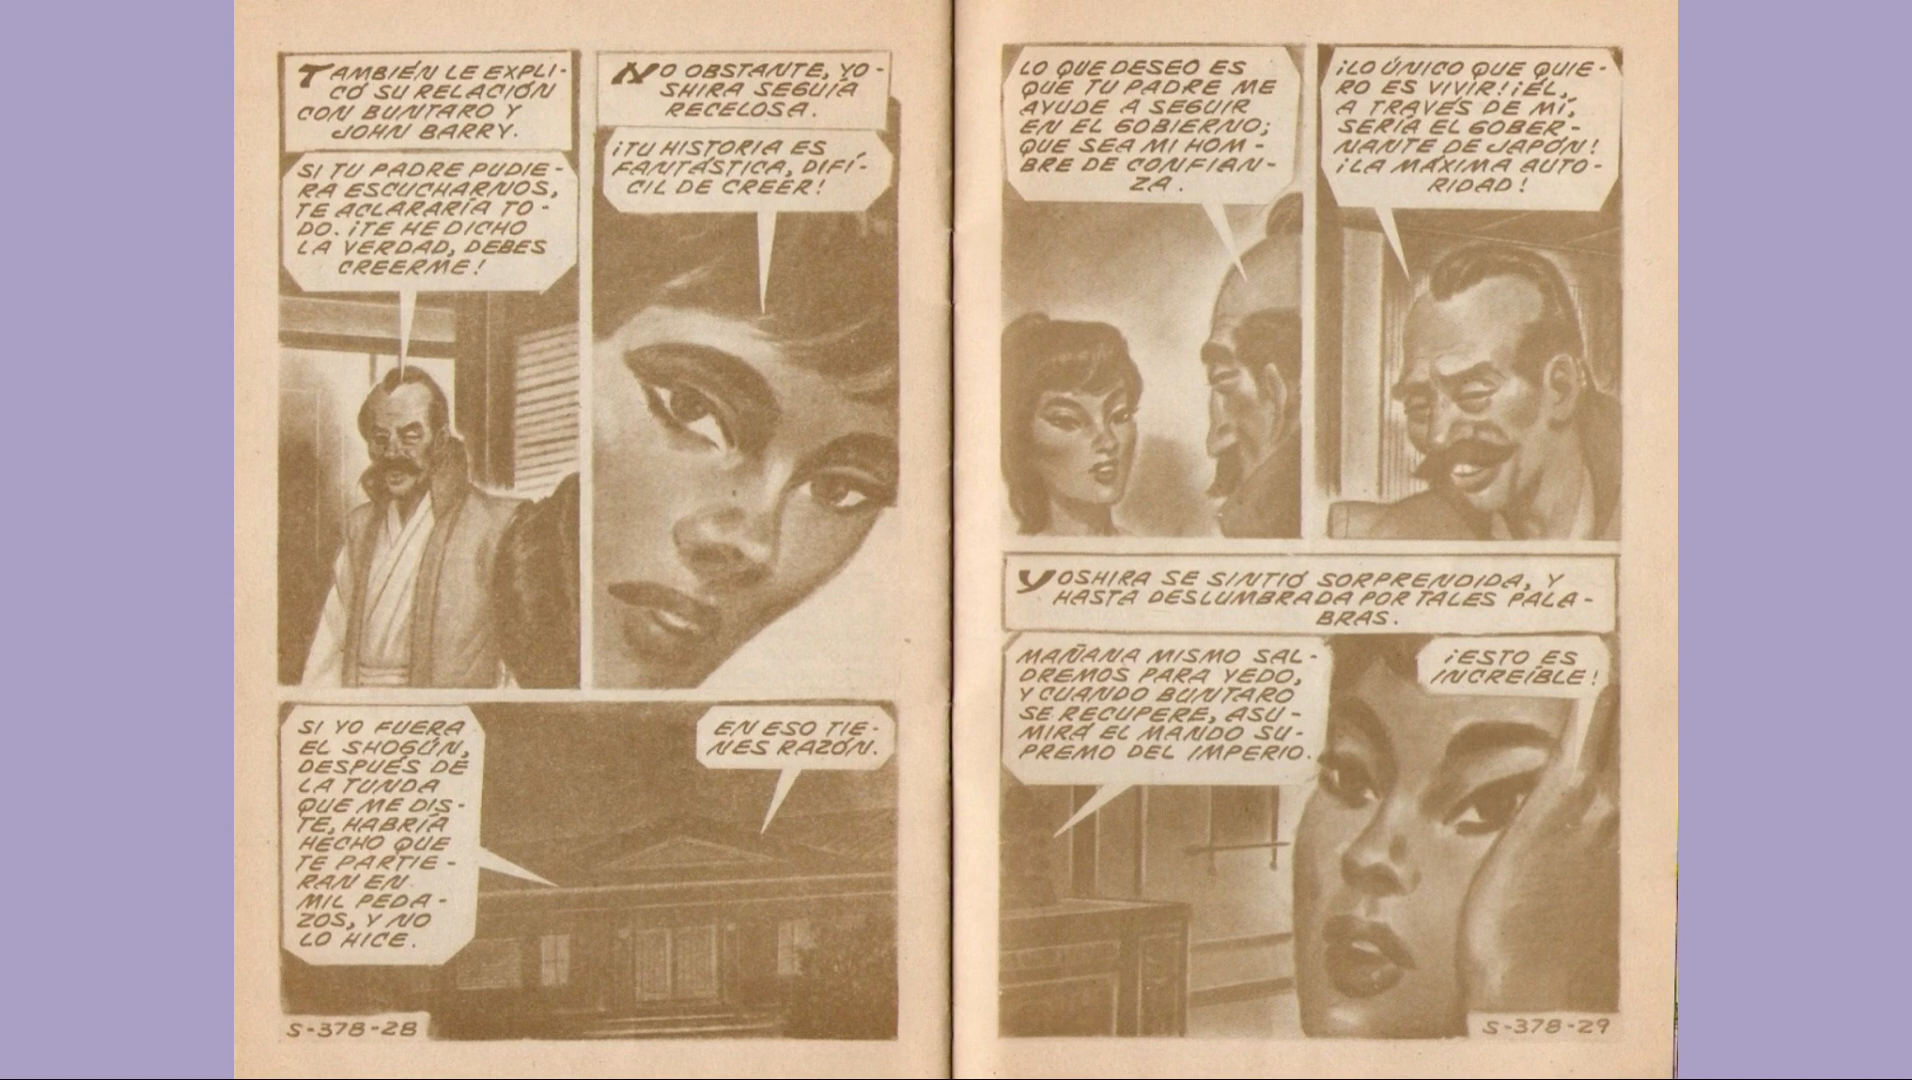 TAMBIÉN LE EXPLI-
CÓ SU RELACIÓN
CON BUNTARO Y
JOHN BARRY.
SI TU PADRE PUDIE-
RA ESCUCHARNOS,
TE ACLARARÍA TO-
DO. ¡TE HE DICHO
LA VERDAD, DEBES
CREERME!
NO OBSTANTE, YO-
SHIRA SEGUÍA
RECELOSA.
¡TU HISTORIA ES
FANTÁSTICA, DIFÍ-
CIL DE CREER!
SI YO FUERA
EL SHOGÚN,
DESPUÉS DE
LA TUNDA
QUE ME DIS-
TE, HABRÍA
HECHO QUE
TE PARTIE-
RAN EN
MIL PEDA-
ZOS, Y NO
LO HICE.
EN ESO TIE-
NES RAZÓN.
S-378-28
LO QUE DESEO ES
QUE TU PADRE ME
AYUDE A SEGUIR
EN EL GOBIERNO;
QUE SEA MI HOM-
BRE DE CONFIAN-
ZA.
¡LO ÚNICO QUE QUIE-
RO ES VIVIR! ¡ÉL,
A TRAVÉS DE MÍ,
SERÍA EL GOBER-
NANTE DE JAPÓN!
¡LA MÁXIMA AUTO-
RIDAD!
YOSHIRA SE SINTIÓ SORPRENDIDA, Y
HASTA DESLUMBRADA POR TALES PALA-
BRAS.
MAÑANA MISMO SAL-
DREMOS PARA YEDO,
Y CUANDO BUNTARO
SE RECUPERE, ASU-
MIRÁ EL MANDO SU-
PREMO DEL IMPERIO.
¡ESTO ES
INCREÍBLE!
S-378-29